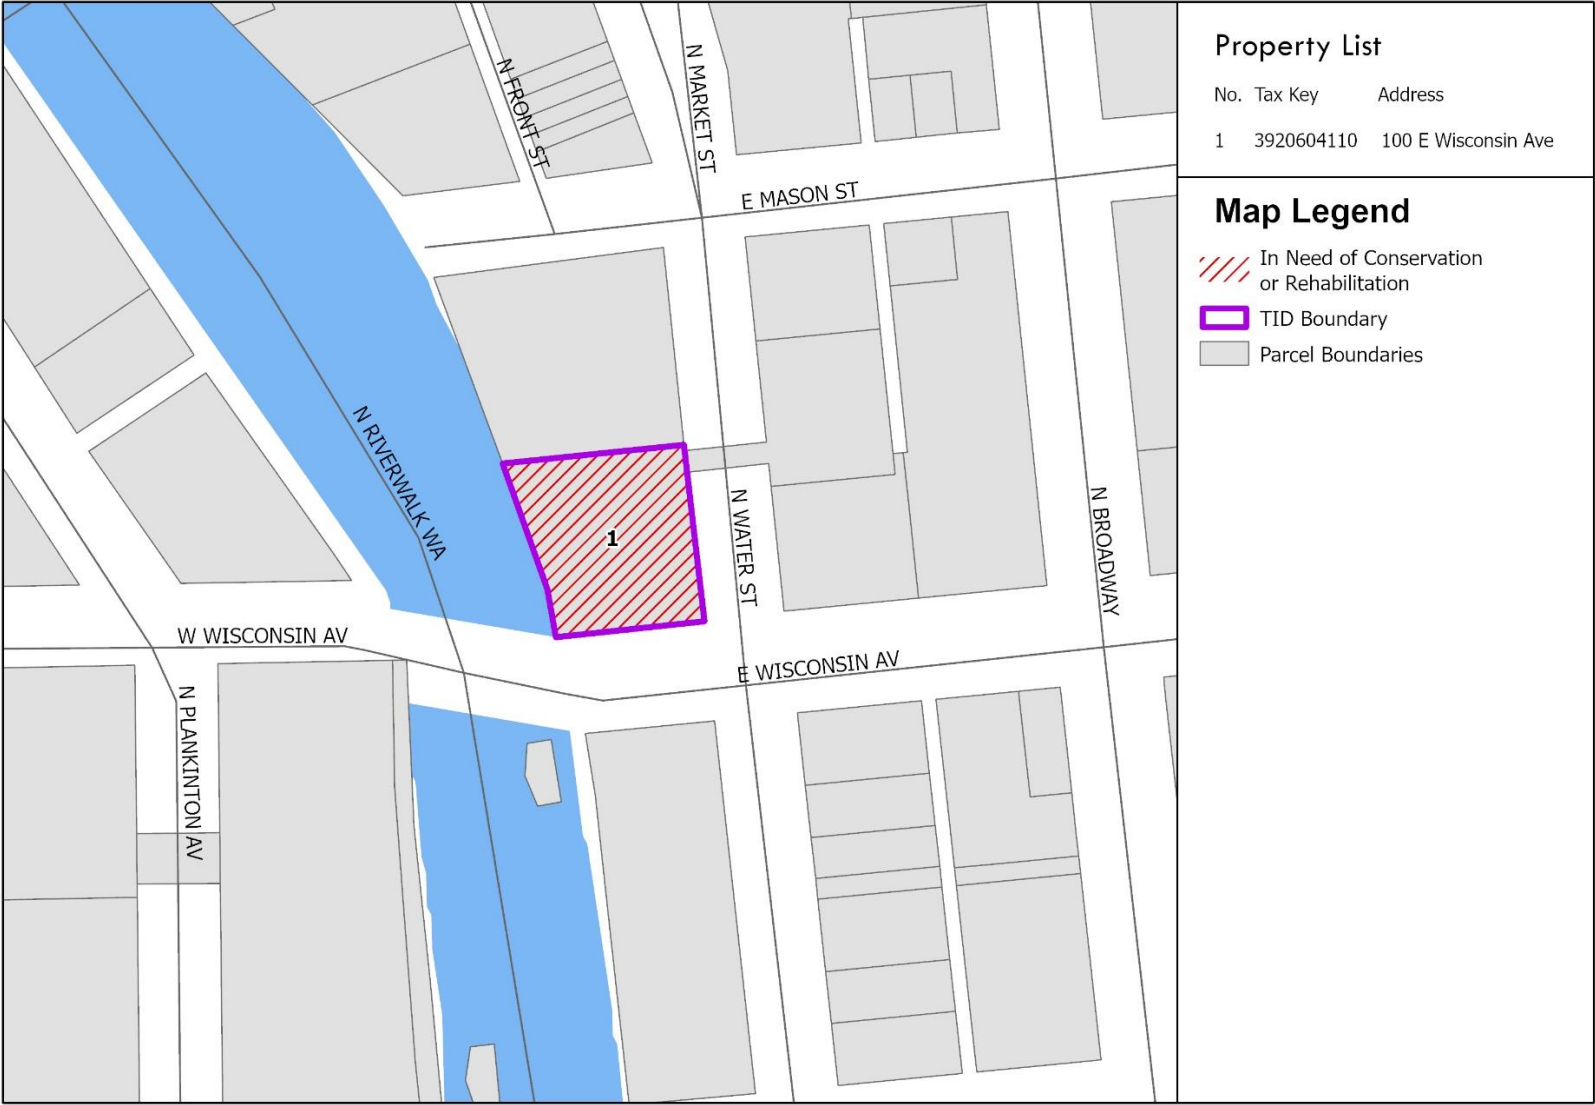 N FRONT ST
N MARKET ST
E MASON ST
N RIVERWALK WA
1
N WATER ST
N BROADWAY
W WISCONSIN AV
E WISCONSIN AV
N PLANKINTON AV
Property List
No. Tax Key Address
1 3920604110 100 E Wisconsin Ave
Map Legend
In Need of Conservation
or Rehabilitation
TID Boundary
Parcel Boundaries